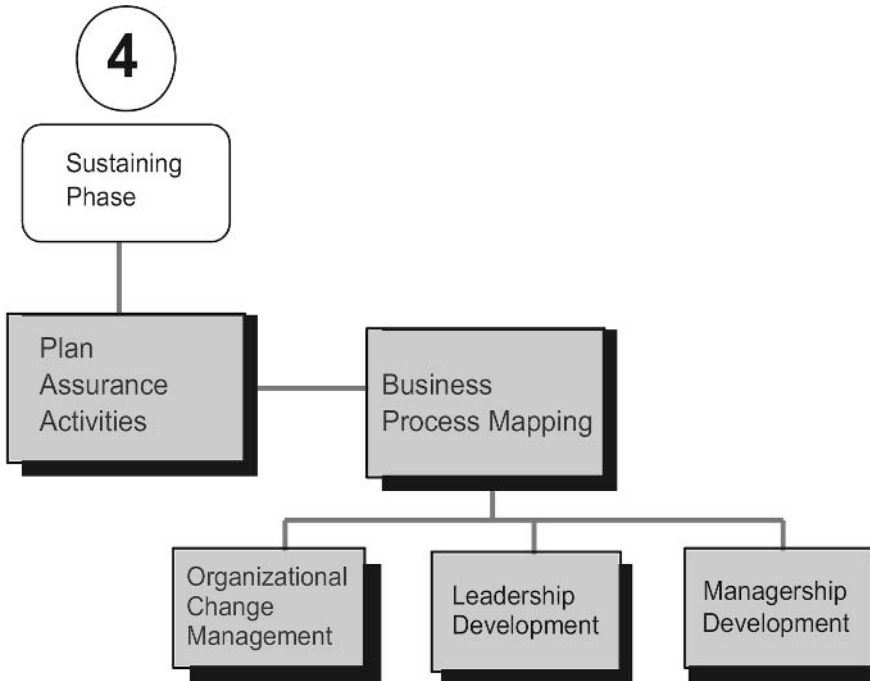 4
Sustaining
Phase
Plan
Assurance
Activities
Business
Process Mapping
Organizational
Change
Management
Leadership
Development
Managership
Development